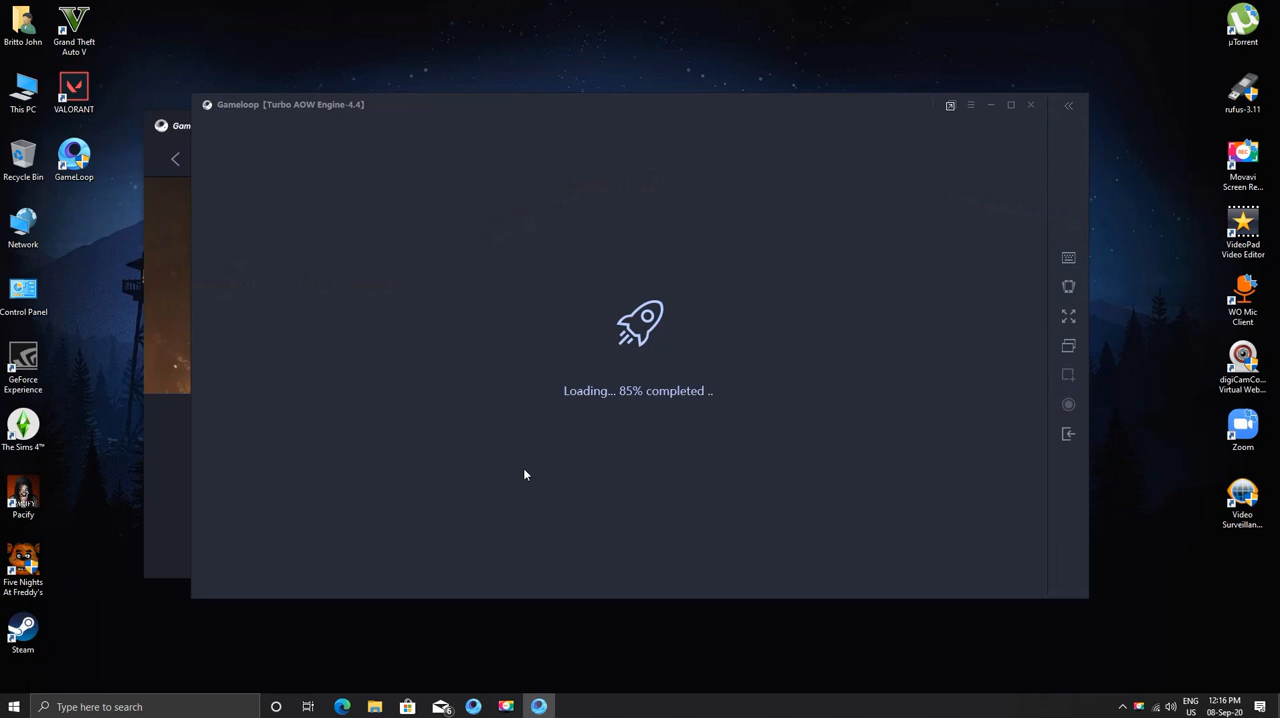 Britto John
Grand Theft
Auto V
This PC
VALORANT
Recycle Bin
GameLoop
Network
Control Panel
GeForce
Experience
The Sims 4™
Pacify
Five Nights
At Freddy's
Steam
Gam
Gameloop [Turbo AOW Engine-4.4]
Loading... 85% completed ..
µTorrent
rufus-3.11
REC
Movavi
Screen Re...
VideoPad
Video Editor
WO Mic
Client
digiCamCo...
Virtual Web...
Zoom
Video
Surveillan...
Type here to search
6
ENG
US
12:16 PM
08-Sep-20